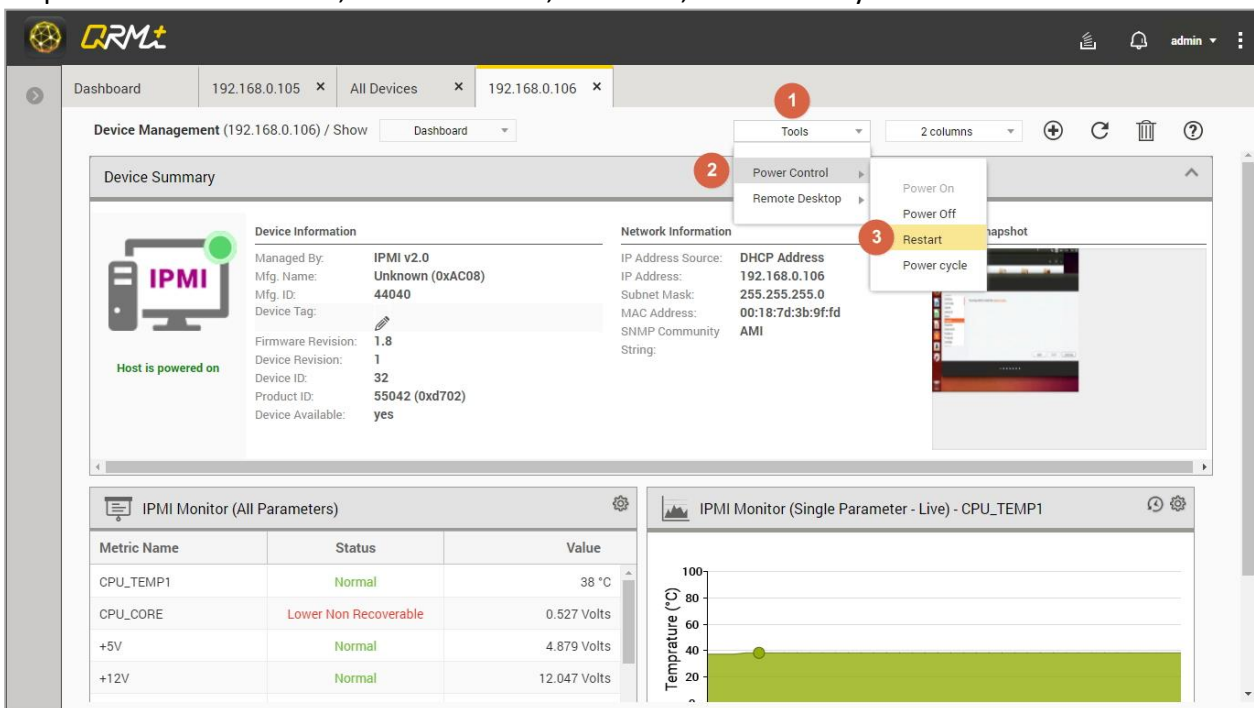 QRM+
admin
Dashboard
192.168.0.105 ×
All Devices ×
192.168.0.106 ×
1
Device Management (192.168.0.106) / Show
Dashboard
Tools
2 columns
2
Power Control
Remote Desktop
Power On
Power Off
3
Restart
Power cycle
Device Summary
IPMI
Host is powered on
Device Information
Managed By: IPMI v2.0
Mfg. Name: Unknown (0xAC08)
Mfg. ID: 44040
Device Tag:
Firmware Revision: 1.8
Device Revision: 1
Device ID: 32
Product ID: 55042 (0xd702)
Device Available: yes
Network Information
IP Address Source: DHCP Address
IP Address: 192.168.0.106
Subnet Mask: 255.255.255.0
MAC Address: 00:18:7d:3b:9f:fd
SNMP Community String: AMI
IPMI Monitor (All Parameters)
Metric Name Status Value
CPU_TEMP1 Normal 38 °C
CPU_CORE Lower Non Recoverable 0.527 Volts
+5V Normal 4.879 Volts
+12V Normal 12.047 Volts
IPMI Monitor (Single Parameter - Live) - CPU_TEMP1
Temprature (°C)
100
80
60
40
20